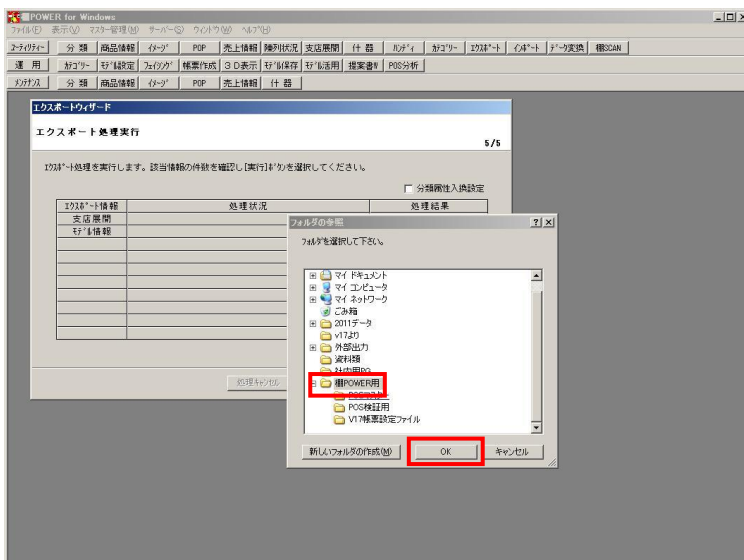 棚POWER for Windows
ファイル(F) 表示(V) マスター管理(M) サーバー(S) ウィンドウ(W) ヘルプ(H)
ユーティリティー 分 類 商品情報 イメージ POP 売上情報 陳列状況 支店展開 什 器 ハンディ カテゴリー エクスポート インポート データ変換 棚SCAN
運 用 カテゴリー モデル設定 フェイシング 帳票作成 3D表示 モデル保存 モデル活用 提案書W POS分析
メンテナンス 分 類 商品情報 イメージ POP 売上情報 什 器
エクスポートウィザード
エクスポート処理実行
5/5
エクスポート処理を実行します。該当情報の件数を確認し[実行]ボタンを選択してください。
分類属性入換設定
エクスポート情報 処理状況 処理結果
支店展開
モデル情報
処理キャンセル
フォルダの参照
フォルダを選択して下さい。
マイ ドキュメント
マイ コンピュータ
マイ ネットワーク
ごみ箱
2011データ
v17より
外部出力
資料類
社内用PG
棚POWER用
POSマスター
POS検証用
V17帳票設定ファイル
新しいフォルダの作成(M) OK キャンセル